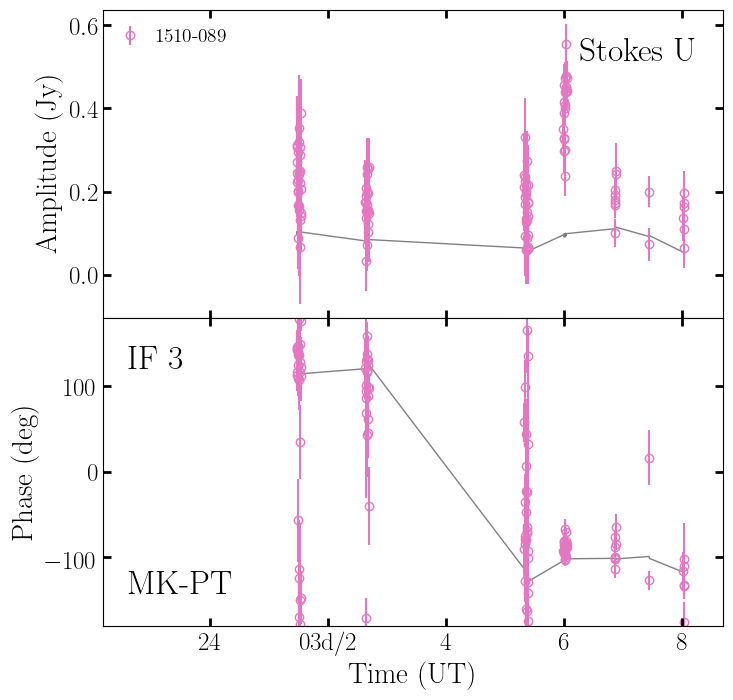 1510-089
Stokes U
Amplitude (Jy)
0.6
0.4
0.2
0.0
IF 3
MK-PT
Phase (deg)
100
0
−100
24
03d/2
4
6
8
Time (UT)